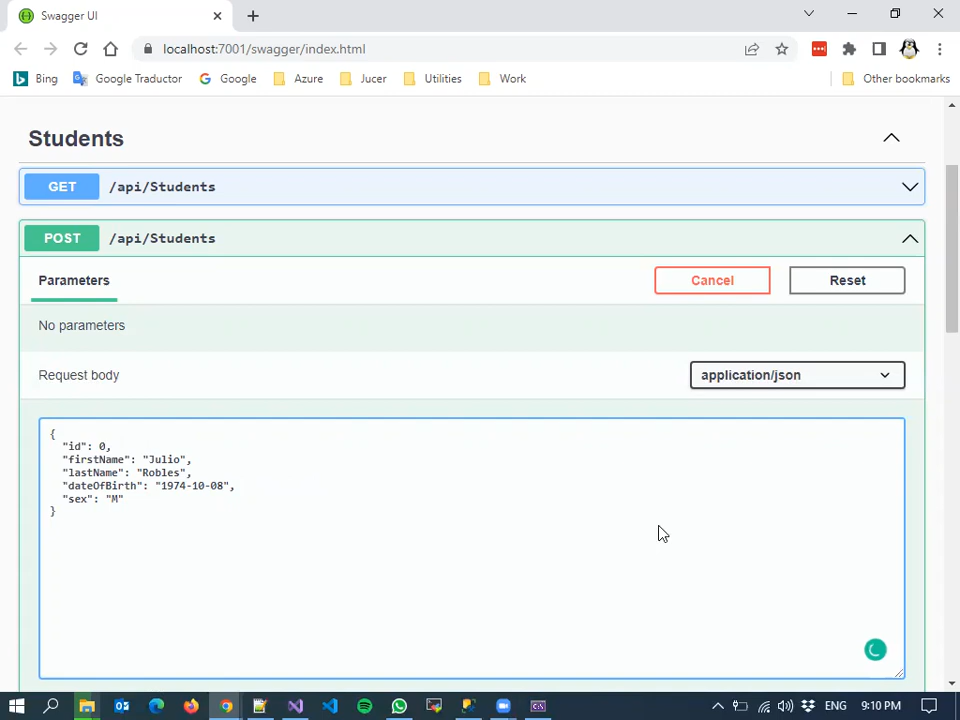 Swagger UI
localhost:7001/swagger/index.html
Bing
Google Traductor
Google
Azure
Jucer
Utilities
Work
Other bookmarks
Students
GET /api/Students
POST /api/Students
Parameters
Cancel
Reset
No parameters
Request body
application/json
{
"id": 0,
"firstName": "Julio",
"lastName": "Robles",
"dateOfBirth": "1974-10-08",
"sex": "M"
}
ENG
9:10 PM